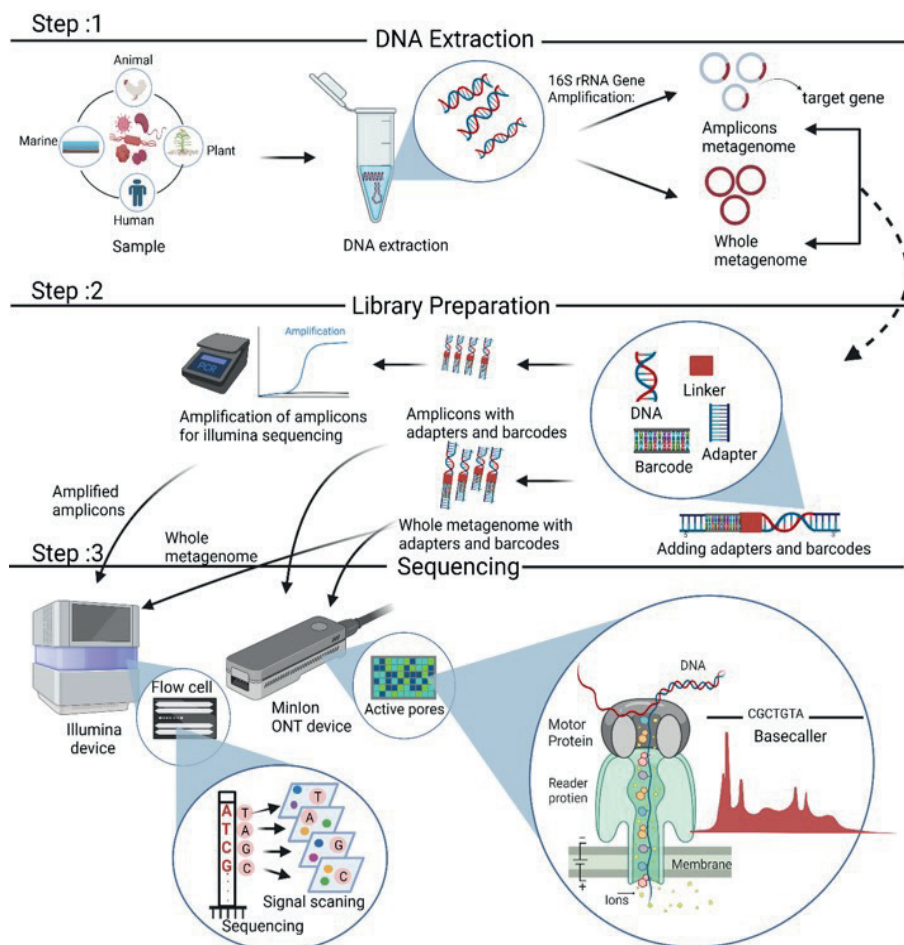 Step :1
DNA Extraction
Animal
Marine
Plant
Human
Sample
DNA extraction
16S rRNA Gene
Amplification:
target gene
Amplicons
metagenome
Whole
metagenome
Step :2
Library Preparation
PCR
Amplification
Amplification of amplicons
for illumina sequencing
Amplicons with
adapters and barcodes
Whole metagenome with
adapters and barcodes
DNA
Linker
Barcode
Adapter
Adding adapters and barcodes
Amplified
amplicons
Whole
metagenome
Step :3
Sequencing
Illumina
device
Flow cell
MinIon
ONT device
Active pores
A
T
C
G
T
A
G
C
T
A
G
C
Signal scaning
Sequencing
DNA
Motor
Protein
Reader
protien
CGCTGTA
Basecaller
Membrane
Ions